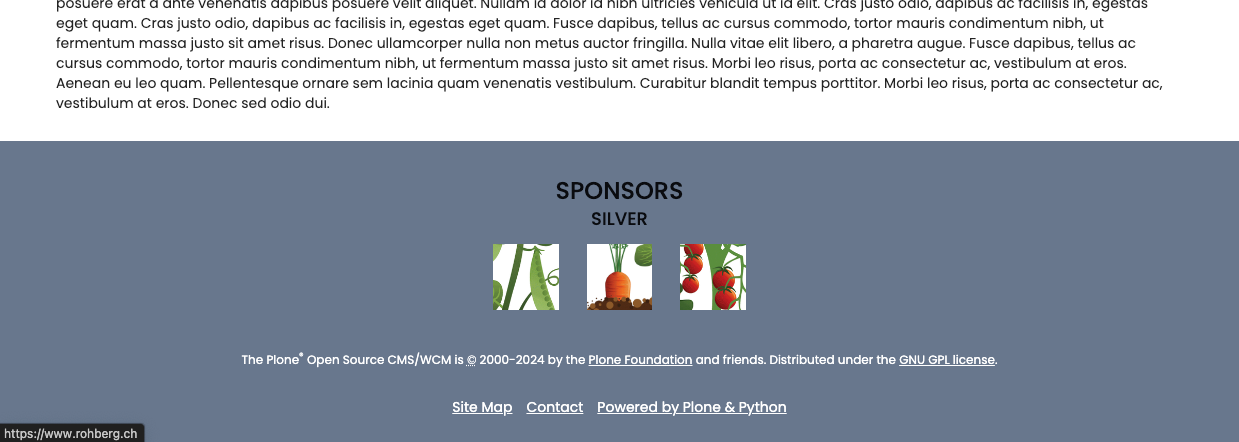 posuere erat a ante venenatis dapibus posuere velit aliquet. Nullam id dolor id nibh ultricies vehicula ut id elit. Cras justo odio, dapibus ac facilisis in, egestas
eget quam. Cras justo odio, dapibus ac facilisis in, egestas eget quam. Fusce dapibus, tellus ac cursus commodo, tortor mauris condimentum nibh, ut
fermentum massa justo sit amet risus. Donec ullamcorper nulla non metus auctor fringilla. Nulla vitae elit libero, a pharetra augue. Fusce dapibus, tellus ac
cursus commodo, tortor mauris condimentum nibh, ut fermentum massa justo sit amet risus. Morbi leo risus, porta ac consectetur ac, vestibulum at eros.
Aenean eu leo quam. Pellentesque ornare sem lacinia quam venenatis vestibulum. Curabitur blandit tempus porttitor. Morbi leo risus, porta ac consectetur ac,
vestibulum at eros. Donec sed odio dui.
SPONSORS
SILVER
The Plone® Open Source CMS/WCM is © 2000-2024 by the Plone Foundation and friends. Distributed under the GNU GPL license.
Site Map Contact Powered by Plone & Python
https://www.rohberg.ch